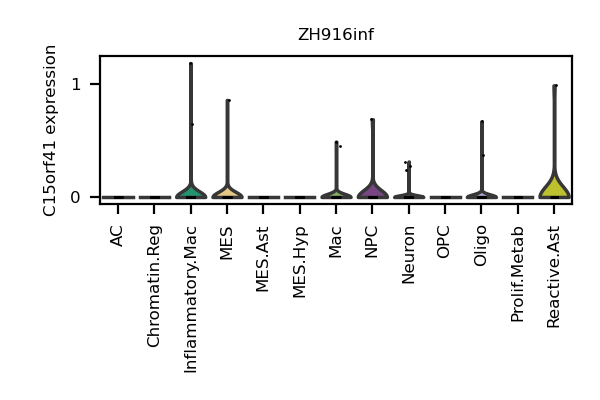 ZH916inf
C15orf41 expression
1
0
AC
Chromatin.Reg
Inflammatory.Mac
MES
MES.Ast
MES.Hyp
Mac
NPC
Neuron
OPC
Oligo
Prolif.Metab
Reactive.Ast